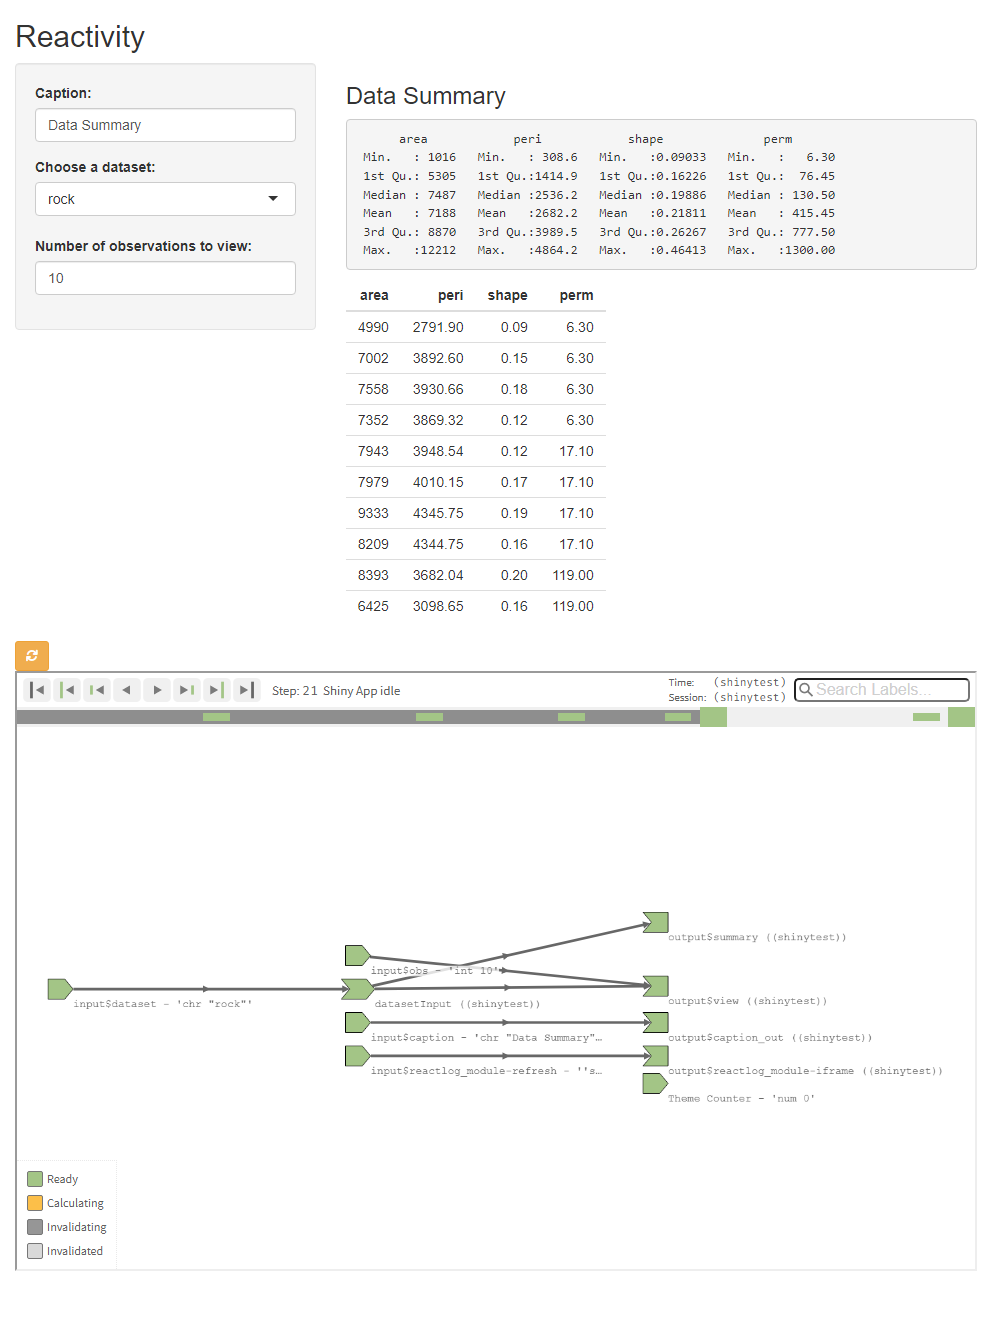 Reactivity
Caption:
Data Summary
Choose a dataset:
rock
Number of observations to view:
10
Data Summary
area peri shape perm
Min. : 1016 Min. : 308.6 Min. :0.09033 Min. : 6.30
1st Qu.: 5305 1st Qu.:1414.9 1st Qu.:0.16226 1st Qu.: 76.45
Median : 7487 Median :2536.2 Median :0.19886 Median : 130.50
Mean : 7188 Mean :2682.2 Mean :0.21811 Mean : 415.45
3rd Qu.: 8870 3rd Qu.:3989.5 3rd Qu.:0.26267 3rd Qu.: 777.50
Max. :12212 Max. :4864.2 Max. :0.46413 Max. :1300.00
area peri shape perm
4990 2791.90 0.09 6.30
7002 3892.60 0.15 6.30
7558 3930.66 0.18 6.30
7352 3869.32 0.12 6.30
7943 3948.54 0.12 17.10
7979 4010.15 0.17 17.10
9333 4345.75 0.19 17.10
8209 4344.75 0.16 17.10
8393 3682.04 0.20 119.00
6425 3098.65 0.16 119.00
Step: 21 Shiny App idle
Time: (shinytest)
Session: (shinytest)
Search Labels...
output$summary ((shinytest))
input$obs - 'int 10'
input$dataset - 'chr "rock"'
datasetInput ((shinytest))
output$view ((shinytest))
input$caption - 'chr "Data Summary"…
output$caption_out ((shinytest))
input$reactlog_module-refresh - ''s…
output$reactlog_module-iframe ((shinytest))
Theme Counter - 'num 0'
Ready
Calculating
Invalidating
Invalidated